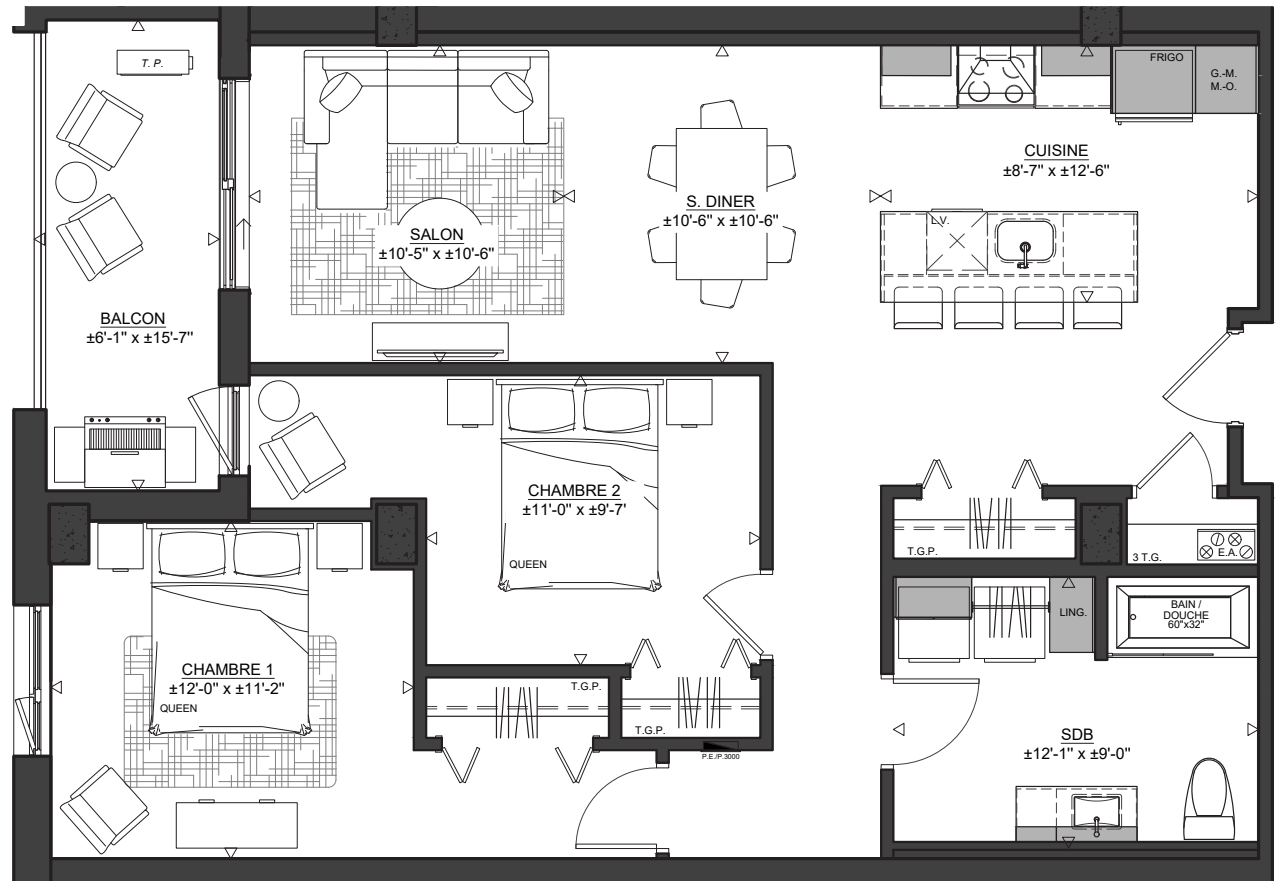 T. P.
FRIGO
G.-M.
M.-O.
CUISINE
±8'-7" x ±12'-6"
S. DINER
±10'-6" x ±10'-6"
L.V.
SALON
±10'-5" x ±10'-6"
BALCON
±6'-1" x ±15'-7"
CHAMBRE 2
±11'-0" x ±9'-7'
QUEEN
T.G.P.
3 T.G.
E.A.
LING.
BAIN /
DOUCHE
60"x32"
CHAMBRE 1
±12'-0" x ±11'-2"
QUEEN
T.G.P.
T.G.P.
P.E./P.3000
SDB
±12'-1" x ±9'-0"